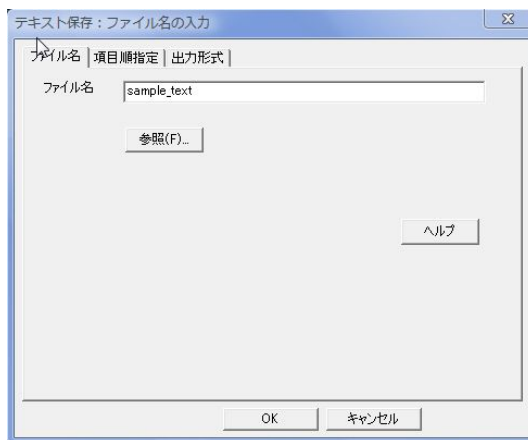 テキスト保存：ファイル名の入力
ファイル名 項目順指定 出力形式
ファイル名 sample_text
参照(F)...
ヘルプ
OK キャンセル